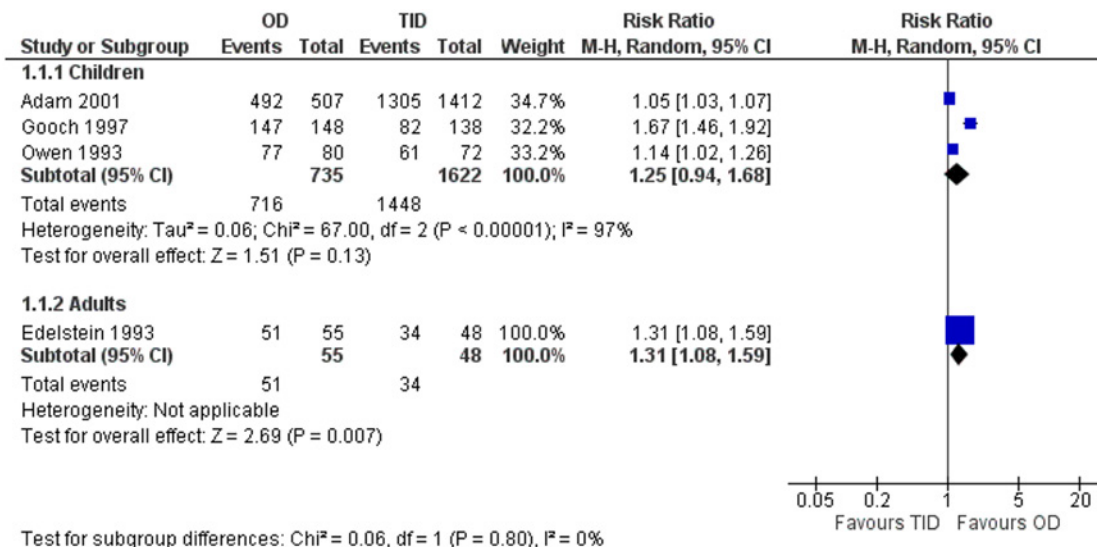 OD TID Risk Ratio Risk Ratio
Study or Subgroup Events Total Events Total Weight M-H, Random, 95% CI M-H, Random, 95% CI
1.1.1 Children
Adam 2001 492 507 1305 1412 34.7% 1.05 [1.03, 1.07]
Gooch 1997 147 148 82 138 32.2% 1.67 [1.46, 1.92]
Owen 1993 77 80 61 72 33.2% 1.14 [1.02, 1.26]
Subtotal (95% CI) 735 1622 100.0% 1.25 [0.94, 1.68]
Total events 716 1448
Heterogeneity: Tau² = 0.06; Chi² = 67.00, df = 2 (P < 0.00001); I² = 97%
Test for overall effect: Z = 1.51 (P = 0.13)
1.1.2 Adults
Edelstein 1993 51 55 34 48 100.0% 1.31 [1.08, 1.59]
Subtotal (95% CI) 55 48 100.0% 1.31 [1.08, 1.59]
Total events 51 34
Heterogeneity: Not applicable
Test for overall effect: Z = 2.69 (P = 0.007)
0.05 0.2 1 5 20
Favours TID Favours OD
Test for subgroup differences: Chi² = 0.06, df = 1 (P = 0.80), I² = 0%